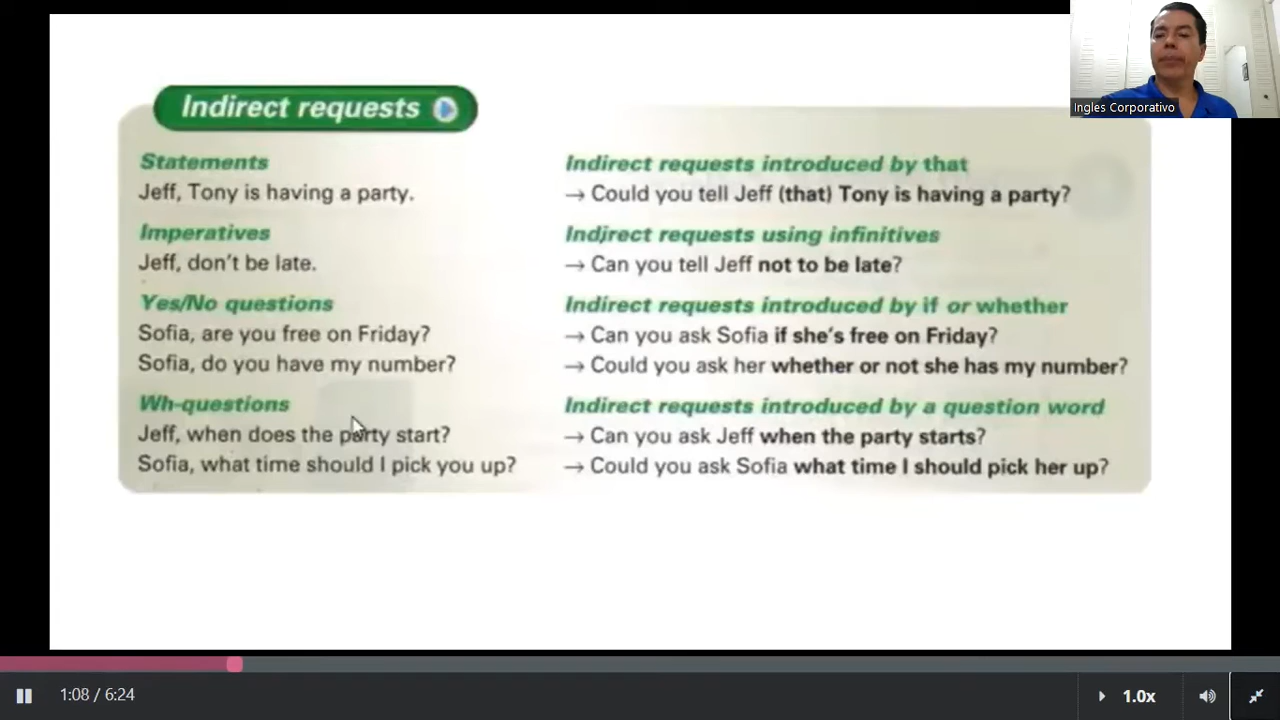 Indirect requests
Ingles Corporativo
Statements
Jeff, Tony is having a party.
Indirect requests introduced by that
→ Could you tell Jeff (that) Tony is having a party?
Imperatives
Jeff, don't be late.
Indirect requests using infinitives
→ Can you tell Jeff not to be late?
Yes/No questions
Sofia, are you free on Friday?
Sofia, do you have my number?
Indirect requests introduced by if or whether
→ Can you ask Sofia if she's free on Friday?
→ Could you ask her whether or not she has my number?
Wh-questions
Jeff, when does the party start?
Sofia, what time should I pick you up?
Indirect requests introduced by a question word
→ Can you ask Jeff when the party starts?
→ Could you ask Sofia what time I should pick her up?
1:08 / 6:24
1.0x